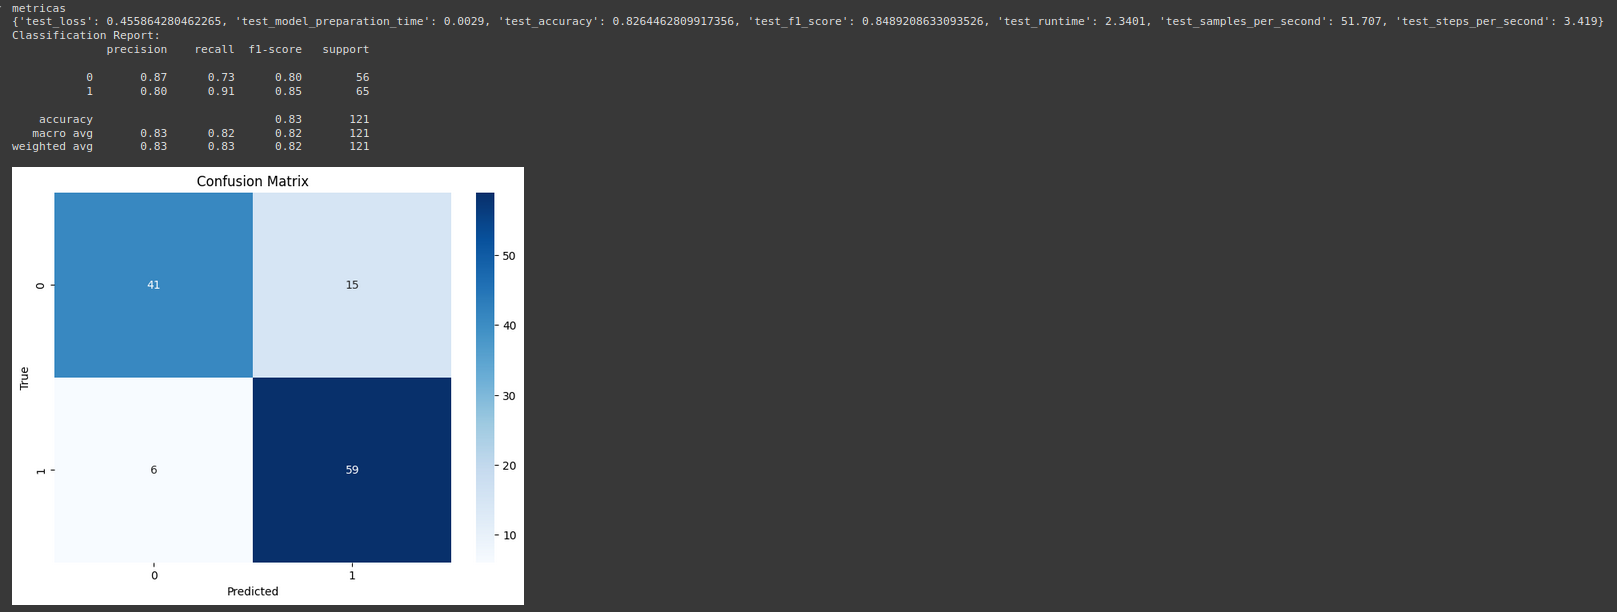 metricas
{'test_loss': 0.455864280462265, 'test_model_preparation_time': 0.0029, 'test_accuracy': 0.8264462809917356, 'test_f1_score': 0.8489208633093526, 'test_runtime': 2.3401, 'test_samples_per_second': 51.707, 'test_steps_per_second': 3.419}
Classification Report:
precision recall f1-score support
0 0.87 0.73 0.80 56
1 0.80 0.91 0.85 65
accuracy 0.83 121
macro avg 0.83 0.82 0.82 121
weighted avg 0.83 0.83 0.82 121
Confusion Matrix
0 41 15
1 6 59
True
0 1
Predicted
50
40
30
20
10